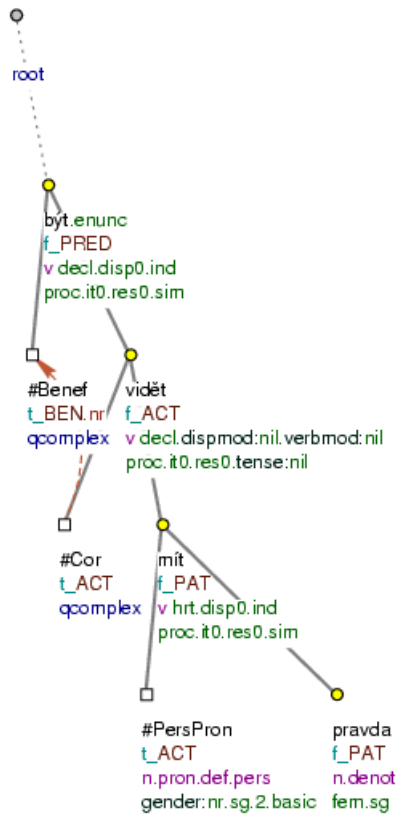 root
být.enunc
f_PRED
v decl.disp0.ind
proc.it0.res0.sim
#Benef vidět
t_BEN.nr f_ACT
qcomplex v decl.dispmod:nil.verbmod:nil
proc.it0.res0.tense:nil
#Cor mít
t_ACT f_PAT
qcomplex v hrt.disp0.ind
proc.it0.res0.sim
#PersPron pravda
t_ACT f_PAT
n.pron.def.pers n.denot
gender:nr.sg.2.basic fem.sg